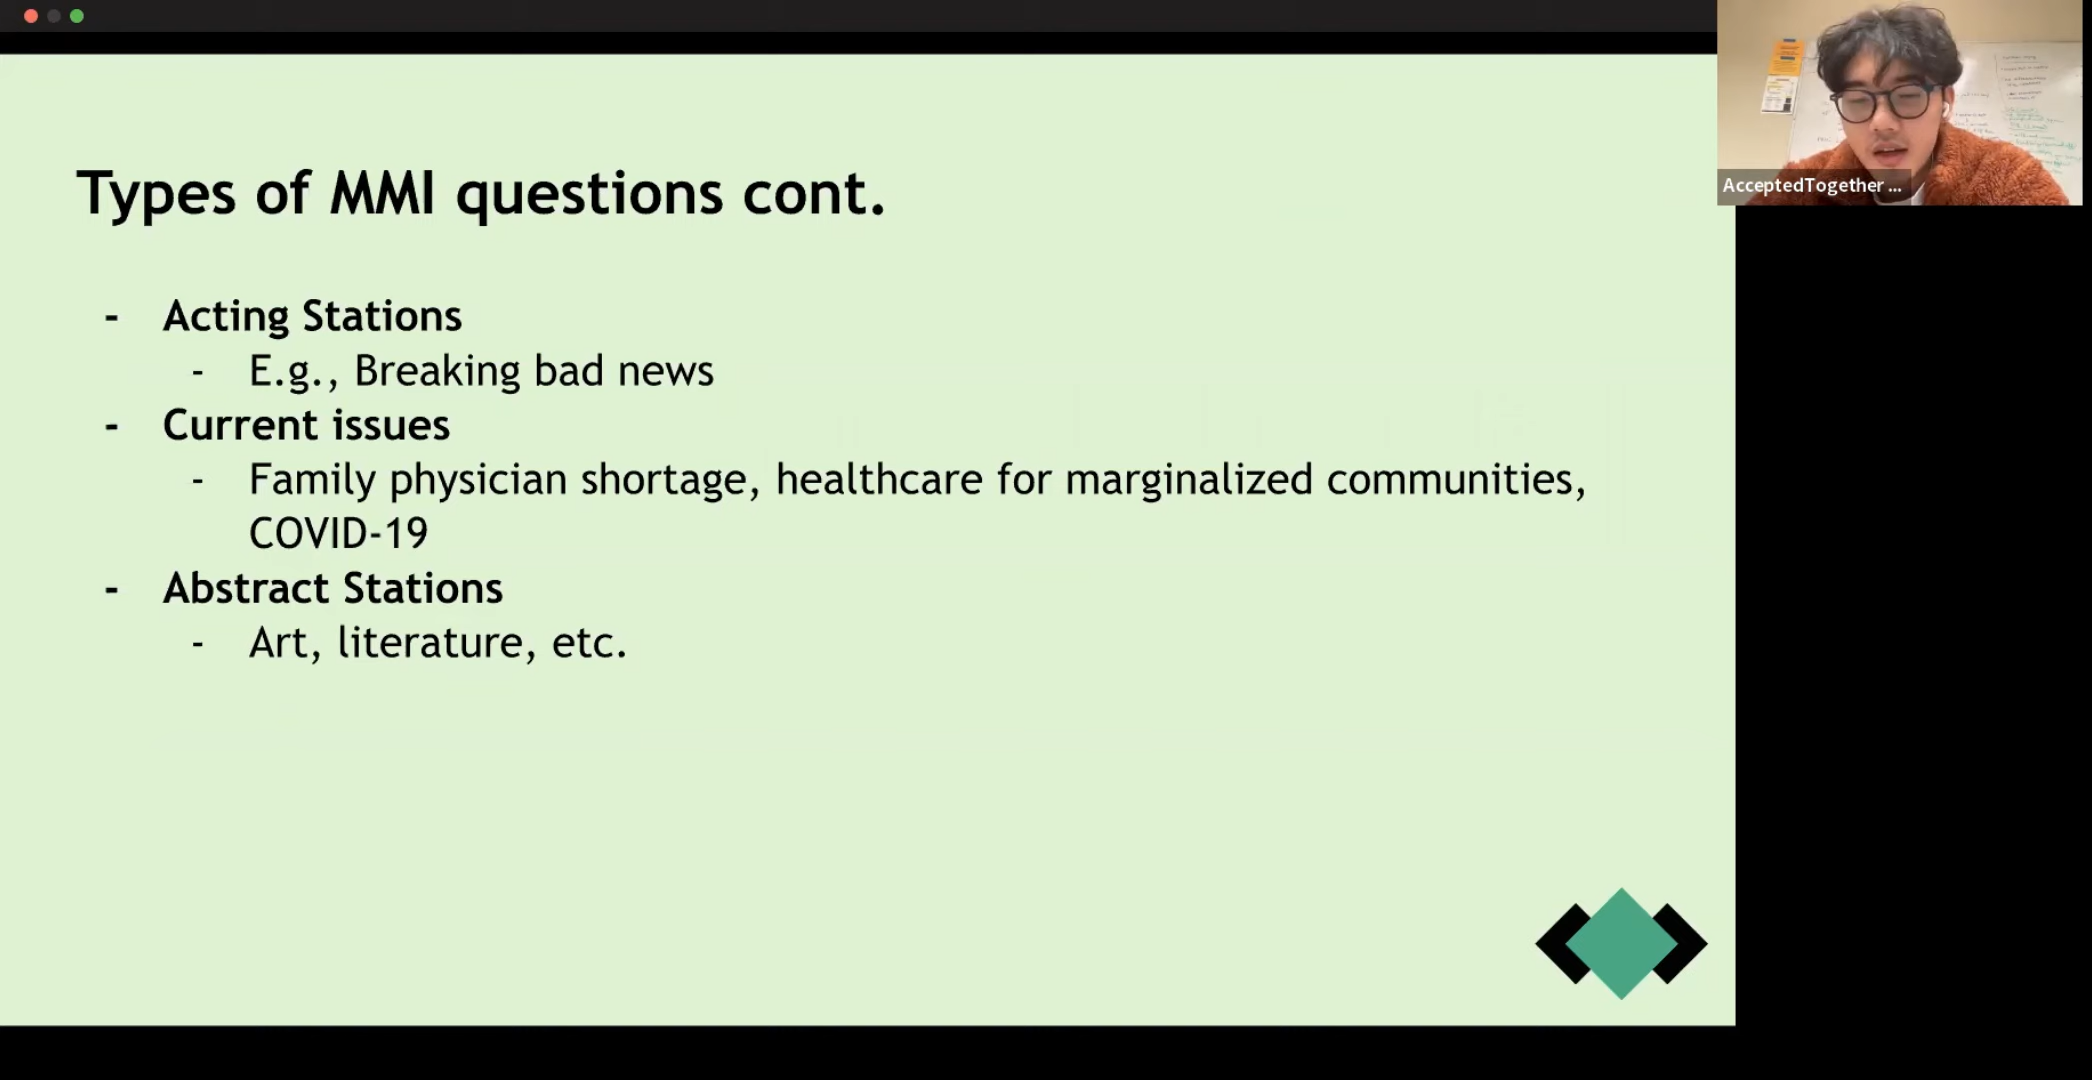 Types of MMI questions cont.
- Acting Stations
- E.g., Breaking bad news
- Current issues
- Family physician shortage, healthcare for marginalized communities,
COVID-19
- Abstract Stations
- Art, literature, etc.
AcceptedTogether ...